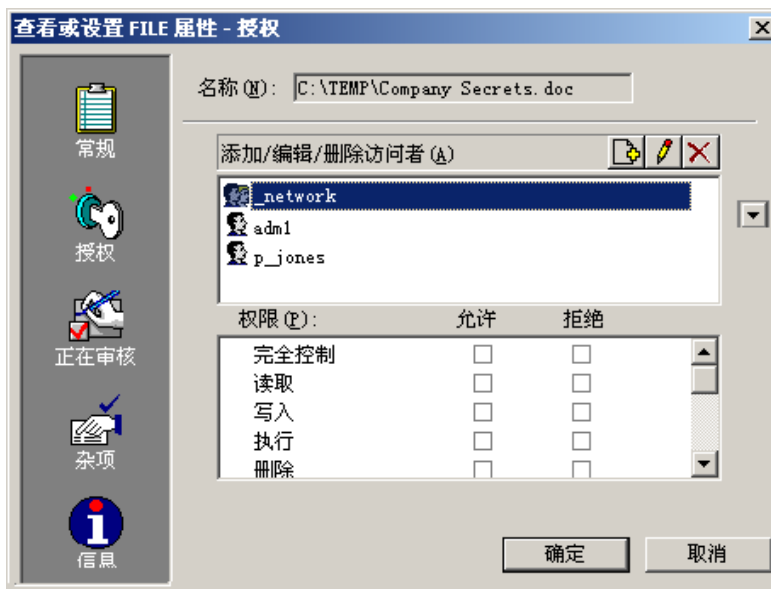 查看或设置 FILE 属性 - 授权
名称(N): C:\TEMP\Company Secrets.doc
常规
授权
正在审核
杂项
信息
添加/编辑/删除访问者(A)
_network
adm1
p_jones
权限(P): 允许 拒绝
完全控制
读取
写入
执行
删除
确定 取消